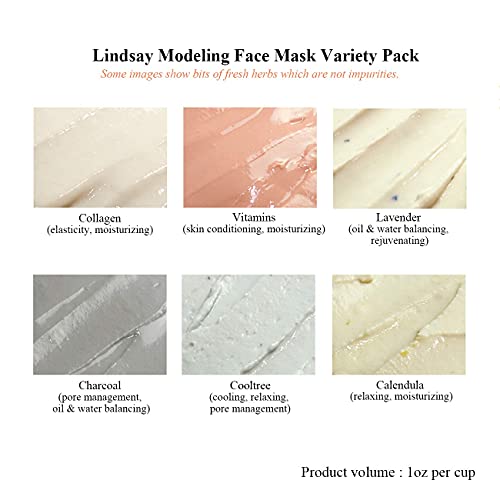 Lindsay Modeling Face Mask Variety Pack
Some images show bits of fresh herbs which are not impurities.
Collagen
(elasticity, moisturizing)
Vitamins
(skin conditioning, moisturizing)
Lavender
(oil & water balancing,
rejuvenating)
Charcoal
(pore management,
oil & water balancing)
Cooltree
(cooling, relaxing,
pore management)
Calendula
(relaxing, moisturizing)
Product volume : 1oz per cup